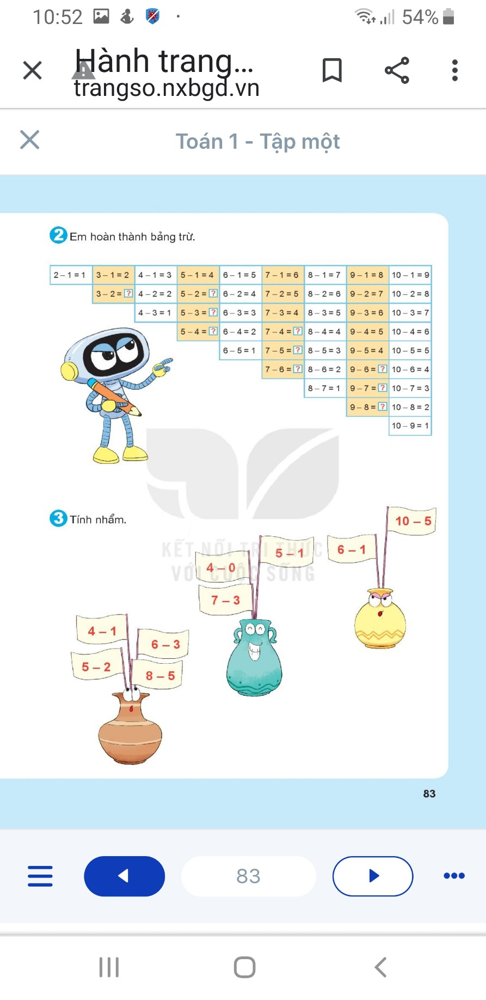 10:52
54%
Hành trang...
trangso.nxbgd.vn
Toán 1 - Tập một
2 Em hoàn thành bảng trừ.
2 – 1 = 1 3 – 1 = 2 4 – 1 = 3 5 – 1 = 4 6 – 1 = 5 7 – 1 = 6 8 – 1 = 7 9 – 1 = 8 10 – 1 = 9
3 – 2 = ? 4 – 2 = 2 5 – 2 = ? 6 – 2 = 4 7 – 2 = 5 8 – 2 = 6 9 – 2 = 7 10 – 2 = 8
4 – 3 = 1 5 – 3 = ? 6 – 3 = 3 7 – 3 = 4 8 – 3 = 5 9 – 3 = 6 10 – 3 = 7
5 – 4 = ? 6 – 4 = 2 7 – 4 = ? 8 – 4 = 4 9 – 4 = 5 10 – 4 = 6
6 – 5 = 1 7 – 5 = ? 8 – 5 = 3 9 – 5 = 4 10 – 5 = 5
7 – 6 = ? 8 – 6 = 2 9 – 6 = ? 10 – 6 = 4
8 – 7 = 1 9 – 7 = ? 10 – 7 = 3
9 – 8 = ? 10 – 8 = 2
10 – 9 = 1
3 Tính nhẩm.
KẾT NỐI TRI THỨC
VỚI CUỘC SỐNG
10 – 5
6 – 1
5 – 1
4 – 0
7 – 3
4 – 1
6 – 3
5 – 2
8 – 5
83
83